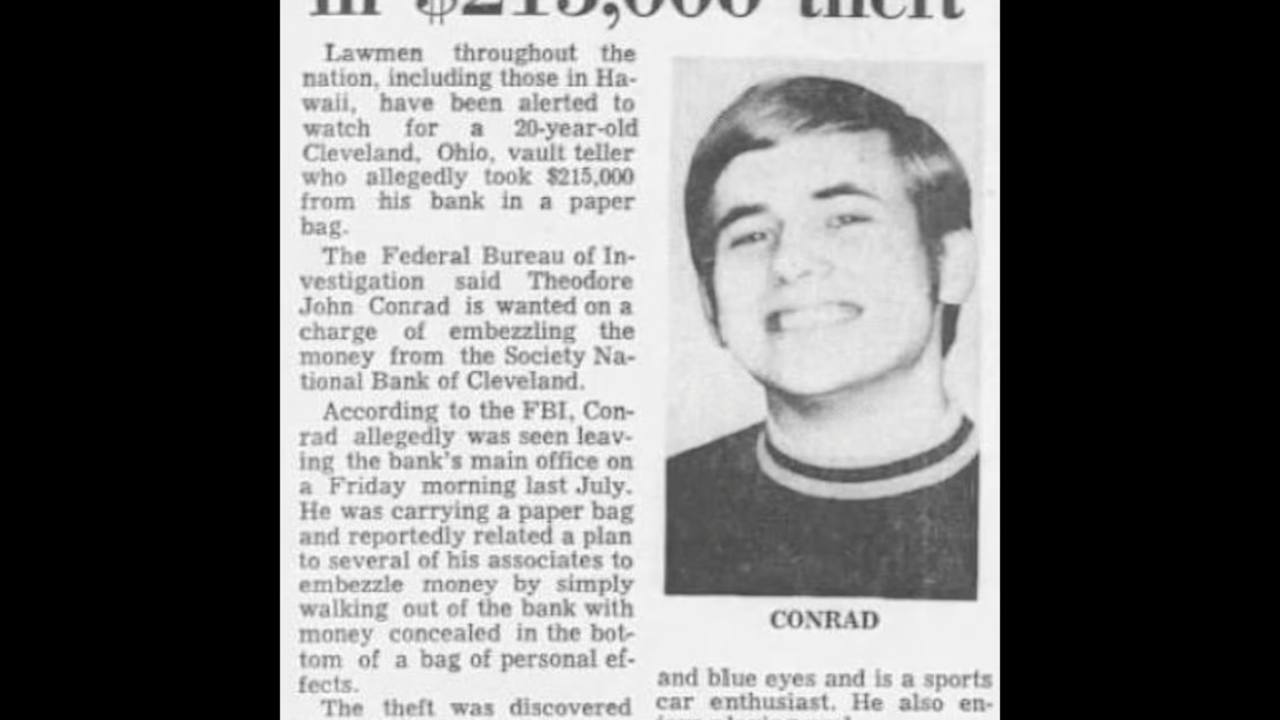 in $215,000 theft
Lawmen throughout the
nation, including those in Ha-
waii, have been alerted to
watch for a 20-year-old
Cleveland, Ohio, vault teller
who allegedly took $215,000
from his bank in a paper
bag.
The Federal Bureau of In-
vestigation said Theodore
John Conrad is wanted on a
charge of embezzling the
money from the Society Na-
tional Bank of Cleveland.
According to the FBI, Con-
rad allegedly was seen leav-
ing the bank's main office on
a Friday morning last July.
He was carrying a paper bag
and reportedly related a plan
to several of his associates to
embezzle money by simply
walking out of the bank with
money concealed in the bot-
tom of a bag of personal ef-
fects.
The theft was discovered
CONRAD
and blue eyes and is a sports
car enthusiast. He also en-